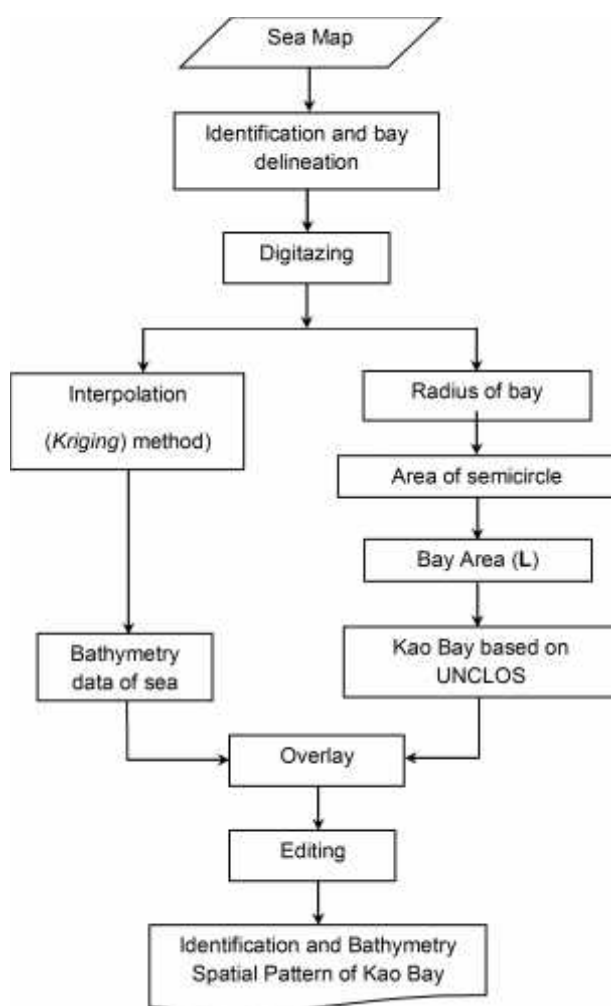 Sea Map
Identification and bay
delineation
Digitazing
Interpolation
(Kriging) method)
Radius of bay
Area of semicircle
Bay Area (L)
Bathymetry
data of sea
Kao Bay based on
UNCLOS
Overlay
Editing
Identification and Bathymetry
Spatial Pattern of Kao Bay